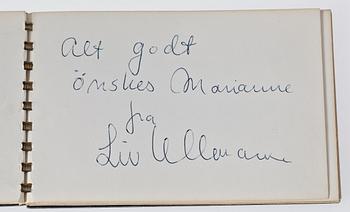 Alt godt
önskes Marianne
fra
Liv Ullmann